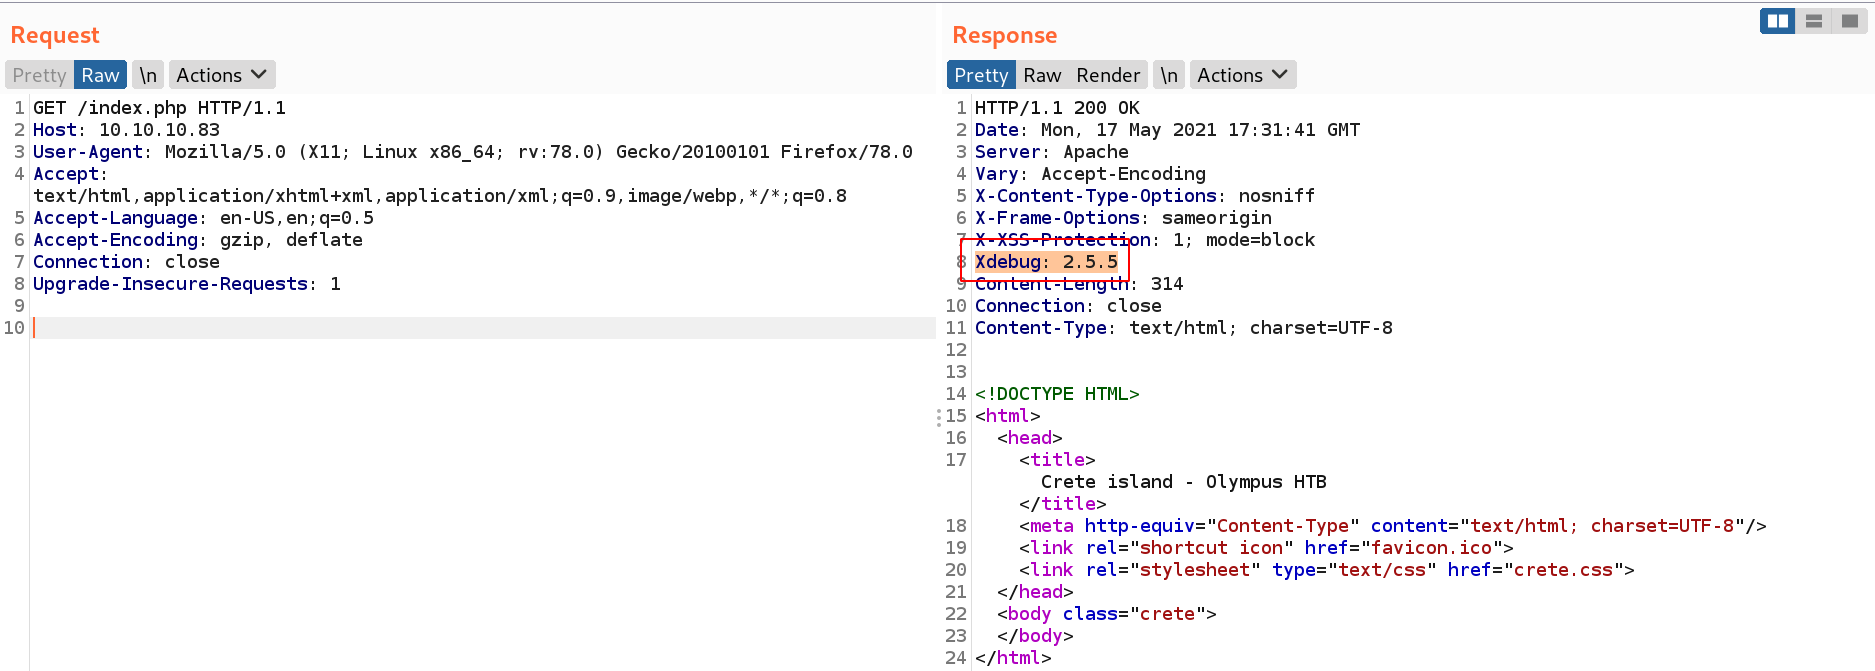 Request
Pretty Raw \n Actions
1 GET /index.php HTTP/1.1
2 Host: 10.10.10.83
3 User-Agent: Mozilla/5.0 (X11; Linux x86_64; rv:78.0) Gecko/20100101 Firefox/78.0
4 Accept:
text/html,application/xhtml+xml,application/xml;q=0.9,image/webp,*/*;q=0.8
5 Accept-Language: en-US,en;q=0.5
6 Accept-Encoding: gzip, deflate
7 Connection: close
8 Upgrade-Insecure-Requests: 1
9
10
Response
Pretty Raw Render \n Actions
1 HTTP/1.1 200 OK
2 Date: Mon, 17 May 2021 17:31:41 GMT
3 Server: Apache
4 Vary: Accept-Encoding
5 X-Content-Type-Options: nosniff
6 X-Frame-Options: sameorigin
7 X-XSS-Protection: 1; mode=block
8 Xdebug: 2.5.5
9 Content-Length: 314
10 Connection: close
11 Content-Type: text/html; charset=UTF-8
12
13
14 <!DOCTYPE HTML>
15 <html>
16 <head>
17 <title>
Crete island - Olympus HTB
</title>
18 <meta http-equiv="Content-Type" content="text/html; charset=UTF-8"/>
19 <link rel="shortcut icon" href="favicon.ico">
20 <link rel="stylesheet" type="text/css" href="crete.css">
21 </head>
22 <body class="crete">
23 </body>
24 </html>